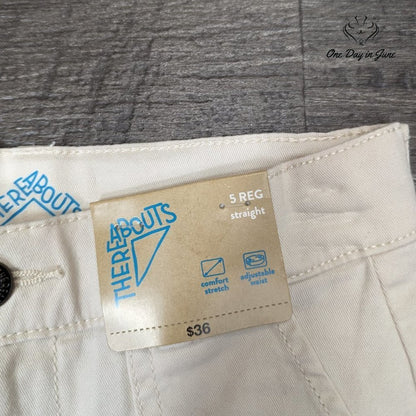 One Day in June
THEREABOUTS
THEREABOUTS
5 REG
straight
comfort
stretch
adjustable
waist
$36